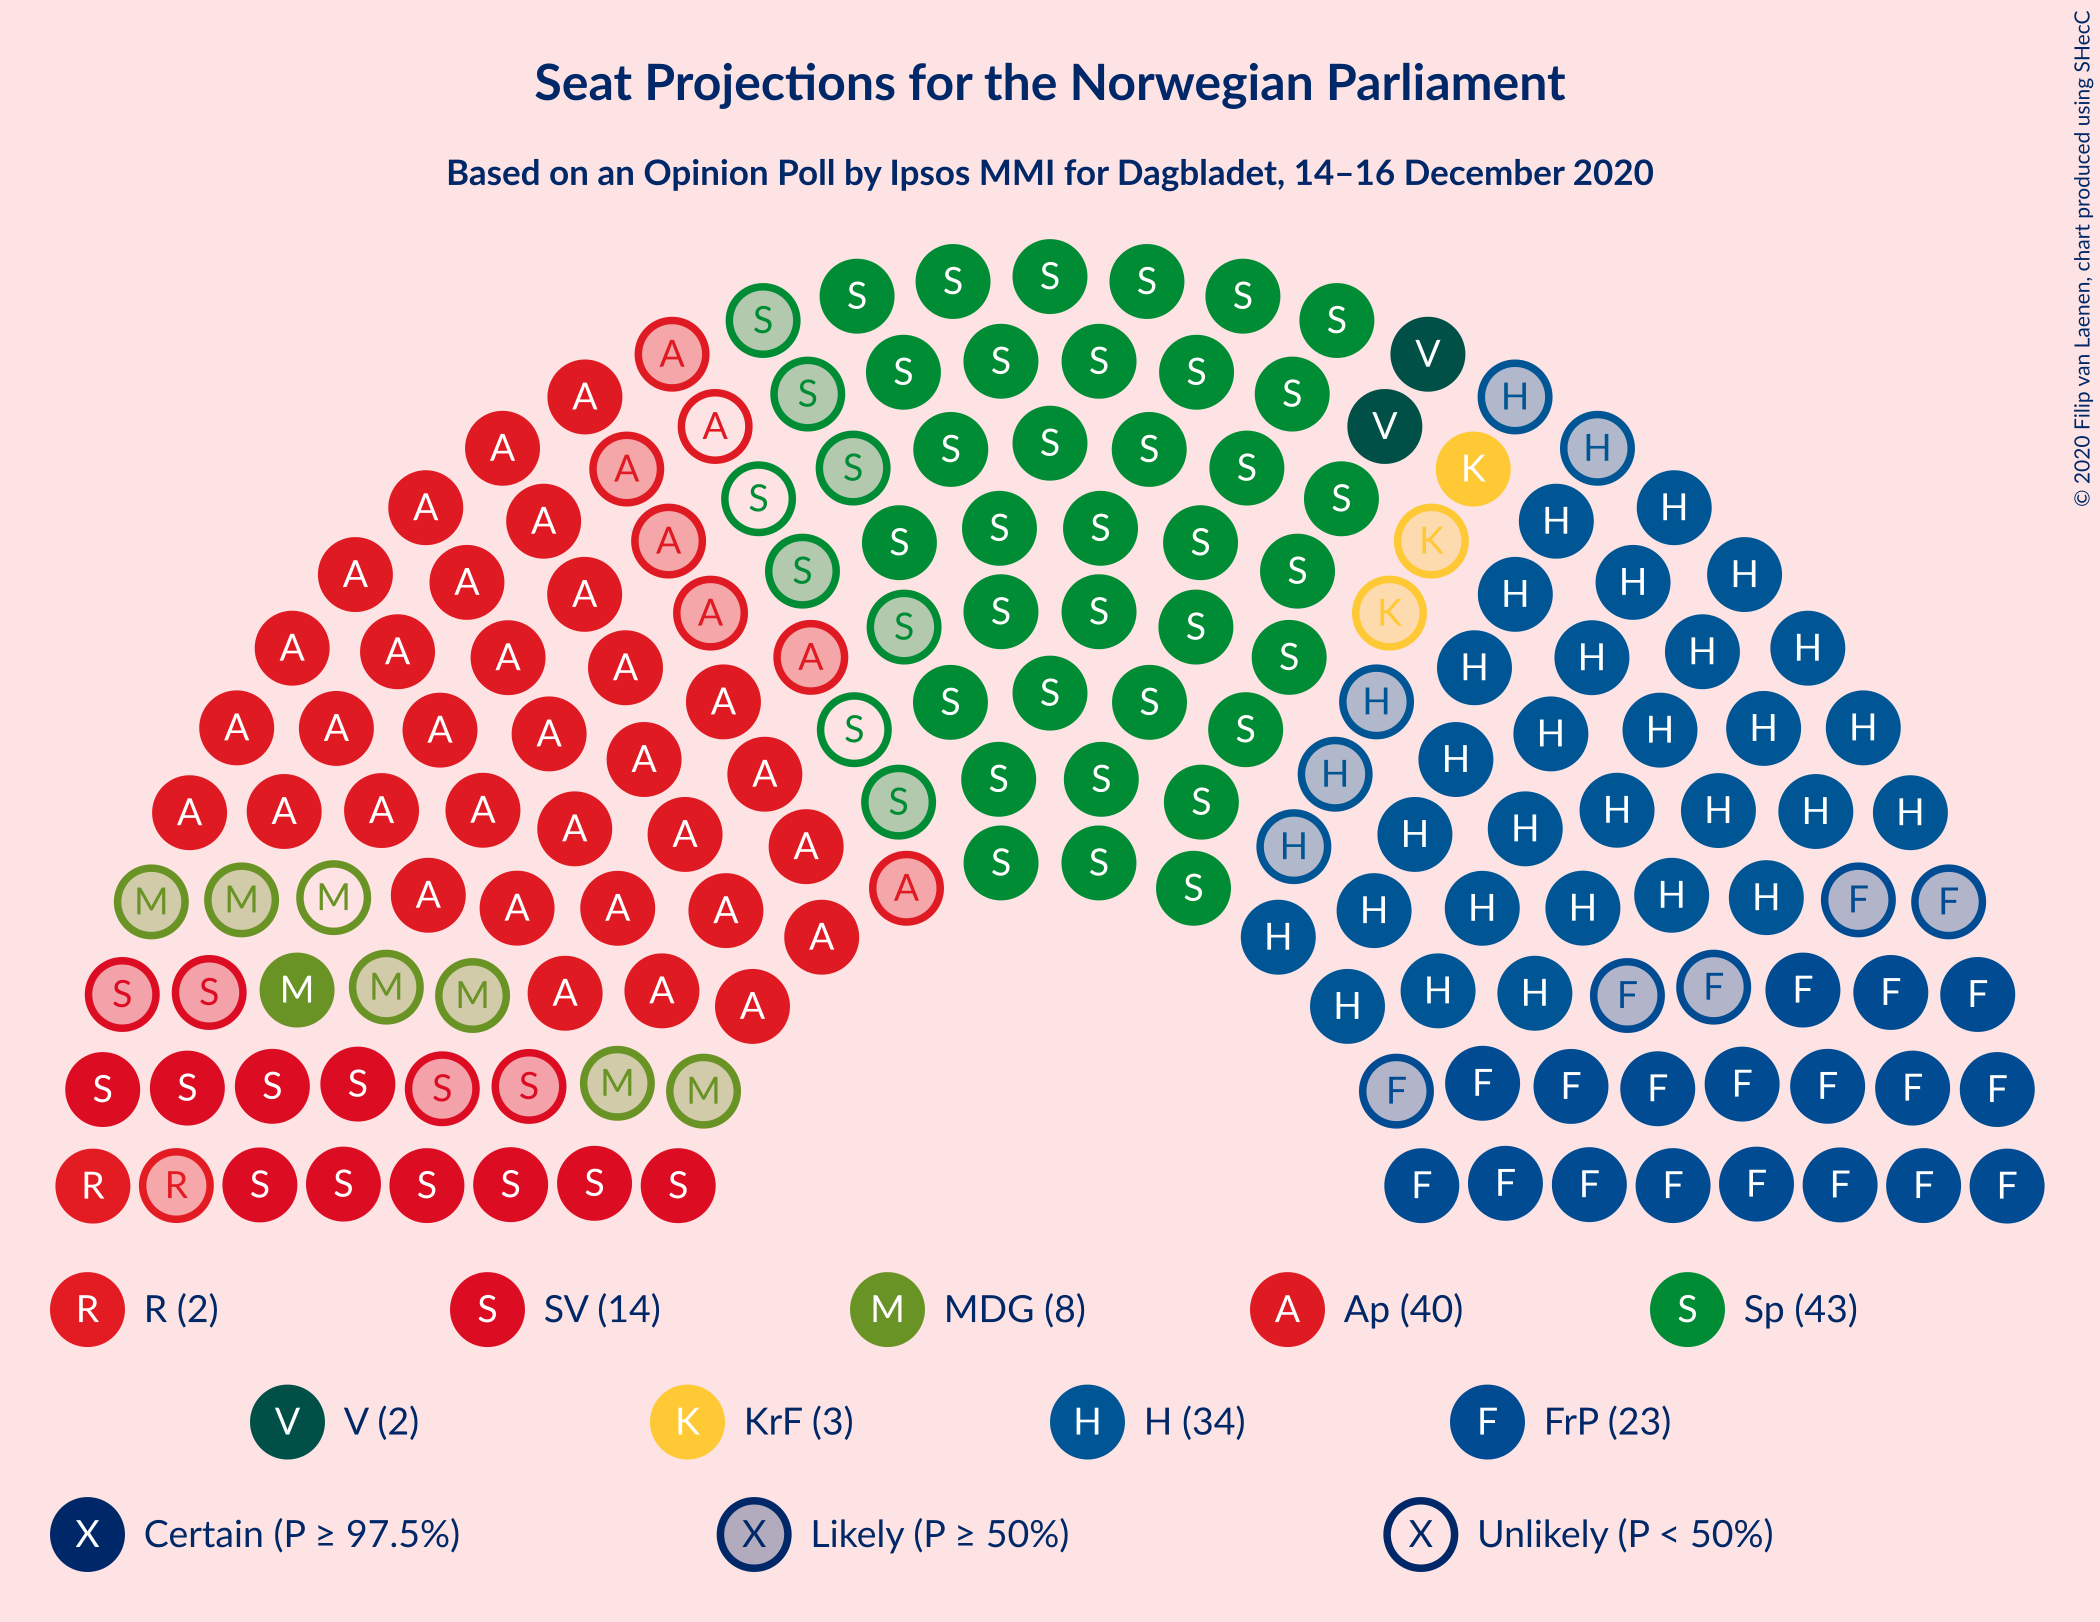 Seat Projections for the Norwegian Parliament
Based on an Opinion Poll by Ipsos MMI for Dagbladet, 14–16 December 2020
© 2020 Filip van Laenen, chart produced using SHecC
S S S S S S S V
A A S S S S S S V H H
A A A S S S S S S S K H H
A A A A S S S S S S K H H H
A A A A A S S S S S K H H H H
A A A A A A S S S S S H H H H H
A A A A A A A S S S S H H H H H H H
M M M A A A A A A S S S H H H H H H F F
S S M M M A A A H H H H F F F F F
S S S S S S M M F F F F F F F F
R R S S S S S S F F F F F F F F
R R (2) S SV (14) M MDG (8) A Ap (40) S Sp (43)
V V (2) K KrF (3) H H (34) F FrP (23)
X Certain (P ≥ 97.5%) X Likely (P ≥ 50%) X Unlikely (P < 50%)